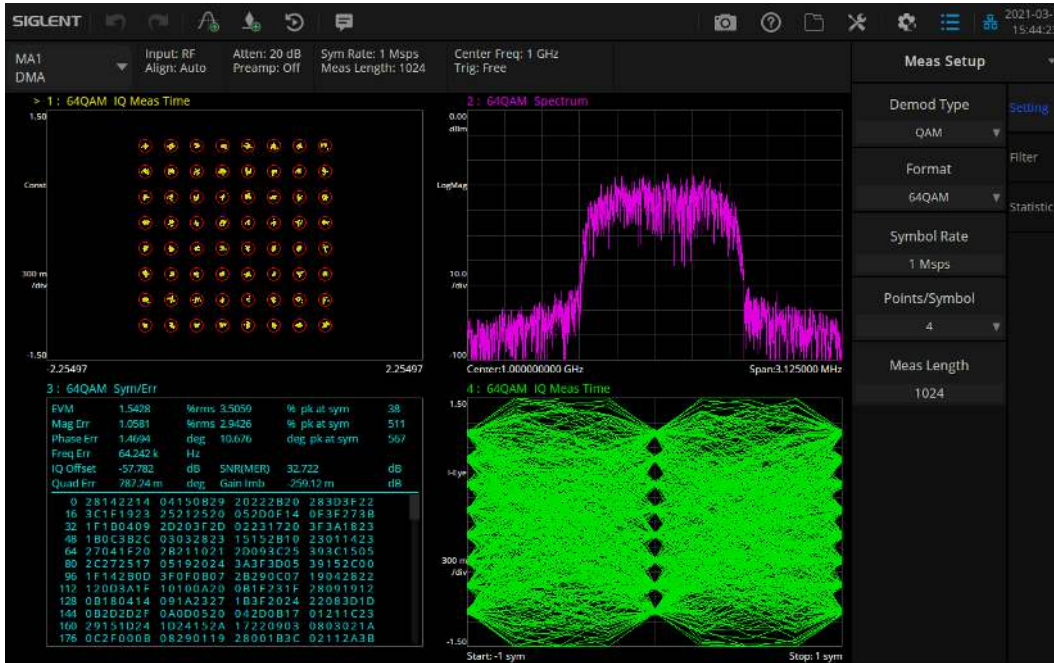 SIGLENT
2021-03-
15:44:23
MA1
DMA
Input: RF
Align: Auto
Atten: 20 dB
Preamp: Off
Sym Rate: 1 Msps
Meas Length: 1024
Center Freq: 1 GHz
Trig: Free
> 1: 64QAM IQ Meas Time
1.50
Const
300 m
/div
-1.50
-2.25497 2.25497
2: 64QAM Spectrum
0.00
dBm
LogMag
10.0
/div
-100
Center:1.000000000 GHz Span:3.125000 MHz
3: 64QAM Sym/Err
EVM 1.5428 %rms 3.5059 % pk at sym 38
Mag Err 1.0581 %rms 2.9426 % pk at sym 511
Phase Err 1.4694 deg 10.676 deg pk at sym 567
Freq Err 64.242 k Hz
IQ Offset -57.782 dB SNR(MER) 32.722 dB
Quad Err 787.24 m deg Gain Imb -259.12 m dB
0 28142214 04150B29 20222B20 283D3F22
16 3C1F1923 25212520 052D0F14 0F3F273B
32 1F1B0409 2D203F2D 02231720 3F3A1823
48 1B0C3B2C 03032823 15152B10 23011423
64 27041F20 2B211021 2D093C25 393C1505
80 2C272517 05192024 3A3F3D05 39152C00
96 1F142B0D 3F0F0B07 2B290C07 19042822
112 120D3A1F 10100A20 0B1F231F 28091912
128 0B180414 091A2327 1B3F2024 22083D1D
144 0B2D2D2F 0A0D0520 042D0B17 01211C23
160 29151D24 1D24152A 17220903 0803021A
176 0C2F000B 08290119 28001B3C 02112A3B
4: 64QAM IQ Meas Time
1.50
I-Eye
300 m
/div
-1.50
Start:-1 sym Stop: 1 sym
Meas Setup
Demod Type
QAM
Format
64QAM
Symbol Rate
1 Msps
Points/Symbol
4
Meas Length
1024
Setting
Filter
Statistic